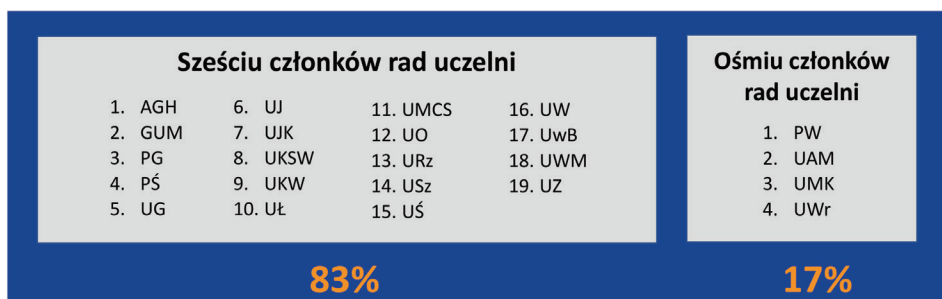 Sześciu członków rad uczelni
1. AGH
2. GUM
3. PG
4. PŚ
5. UG
6. UJ
7. UJK
8. UKSW
9. UKW
10. UŁ
11. UMCS
12. UO
13. URz
14. USz
15. UŚ
16. UW
17. UwB
18. UWM
19. UZ
83%
Ośmiu członków
rad uczelni
1. PW
2. UAM
3. UMK
4. UWr
17%